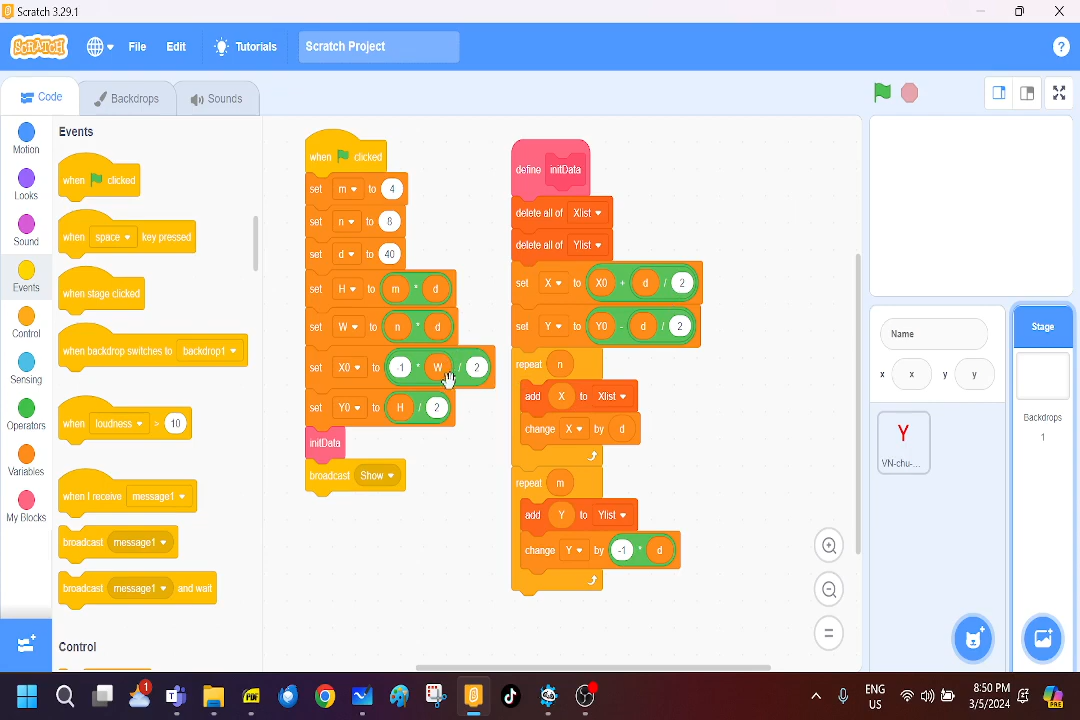 Scratch 3.29.1
SCRATCH
File
Edit
Tutorials
Scratch Project
?
Code
Backdrops
Sounds
Motion
Looks
Sound
Events
Control
Sensing
Operators
Variables
My Blocks
Events
when clicked
when space key pressed
when stage clicked
when backdrop switches to backdrop1
when loudness > 10
when I receive message1
broadcast message1
broadcast message1 and wait
Control
when clicked
set m to 4
set n to 8
set d to 40
set H to m * d
set W to n * d
set X0 to -1 * W / 2
set Y0 to H / 2
initData
broadcast Show
define initData
delete all of Xlist
delete all of Ylist
set X to X0 + d / 2
set Y to Y0 - d / 2
repeat n
add X to Xlist
change X by d
repeat m
add Y to Ylist
change Y by -1 * d
Name
x x y y
Y
VN-chu-...
Stage
Backdrops
1
1
PDF
PRE
ENG
US
8:50 PM
3/5/2024